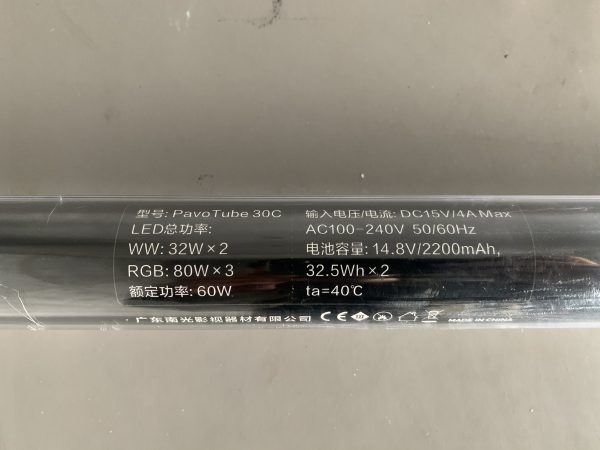 型号: PavoTube 30C
LED总功率:
WW: 32W×2
RGB: 80W×3
额定功率: 60W
输入电压/电流: DC15V/4A Max
AC100-240V 50/60Hz
电池容量: 14.8V/2200mAh,
32.5Wh×2
ta=40℃
广东南光影视器材有限公司
CE
MADE IN CHINA